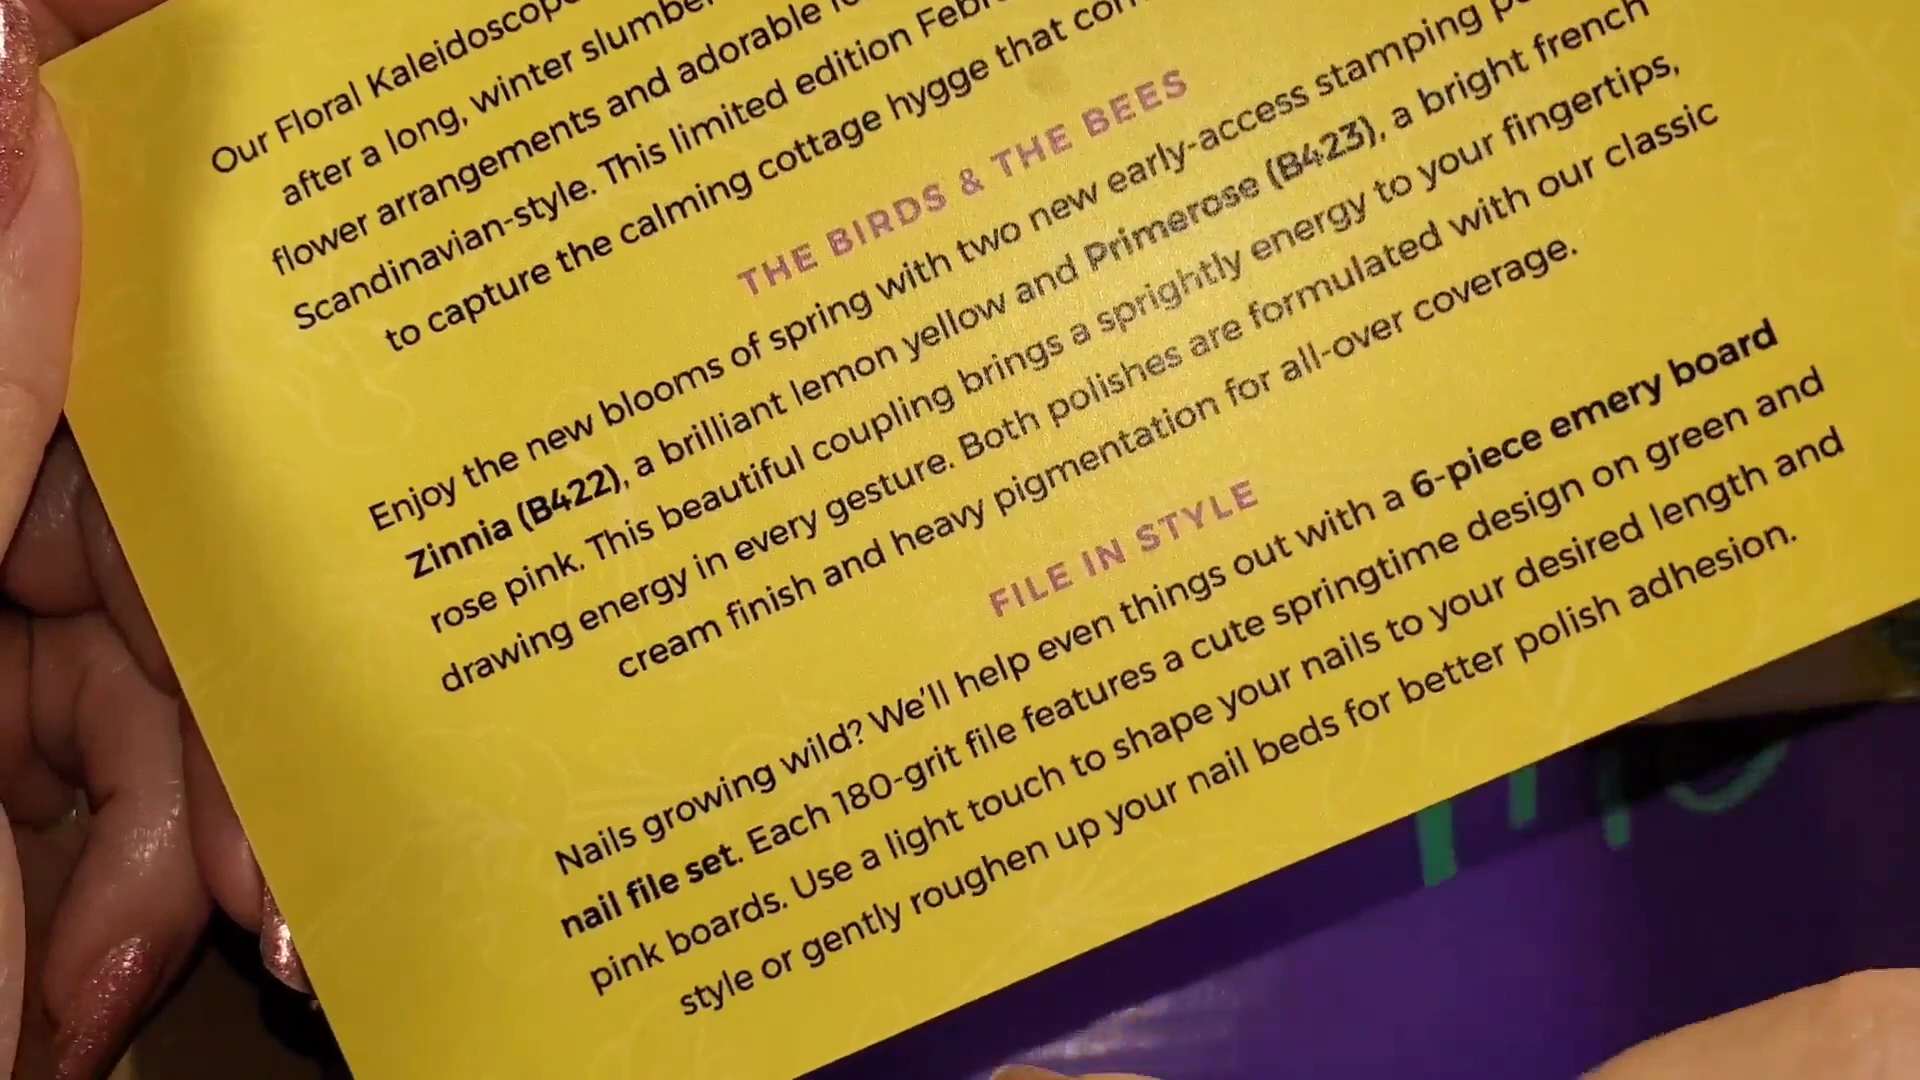 Our Floral Kaleidoscope
after a long, winter slumber
flower arrangements and adorable
Scandinavian-style. This limited edition
to capture the calming cottage hygge that
THE BIRDS & THE BEES
Enjoy the new blooms of spring with two new early-access stamping
Zinnia (B422), a brilliant lemon yellow and Primerose (B423), a bright french
rose pink. This beautiful coupling brings a sprightly energy to your fingertips,
drawing energy in every gesture. Both polishes are formulated with our classic
cream finish and heavy pigmentation for all-over coverage.
FILE IN STYLE
Nails growing wild? We'll help even things out with a 6-piece emery board
nail file set. Each 180-grit file features a cute springtime design on green and
pink boards. Use a light touch to shape your nails to your desired length and
style or gently roughen up your nail beds for better polish adhesion.